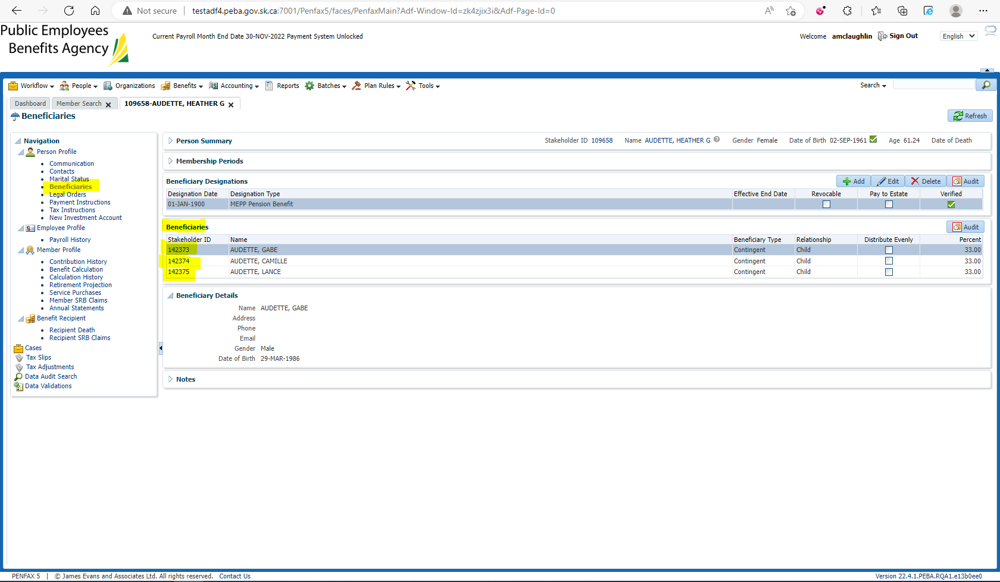 Not secure | testadf4.peba.gov.sk.ca:7001/Penfax5/faces/PenfaxMain?Adf-Window-Id=zk4zjix3i&Adf-Page-Id=0
Public Employees
Benefits Agency
Current Payroll Month End Date 30-NOV-2022 Payment System Unlocked
Welcome amclaughlin Sign Out English
Workflow People Organizations Benefits Accounting Reports Batches Plan Rules Tools Search
Dashboard Member Search 109658-AUDETTE, HEATHER G
Beneficiaries Refresh
Navigation
Person Profile
Communication
Contacts
Marital Status
Beneficiaries
Legal Orders
Payment Instructions
Tax Instructions
New Investment Account
Employee Profile
Payroll History
Member Profile
Contribution History
Benefit Calculation
Calculation History
Retirement Projection
Service Purchases
Member SRB Claims
Annual Statements
Benefit Recipient
Recipient Death
Recipient SRB Claims
Cases
Tax Slips
Tax Adjustments
Data Audit Search
Data Validations
Person Summary Stakeholder ID 109658 Name AUDETTE, HEATHER G Gender Female Date of Birth 02-SEP-1961 Age 61.24 Date of Death
Membership Periods
Beneficiary Designations Add Edit Delete Audit
Designation Date Designation Type Effective End Date Revocable Pay to Estate Verified
01-JAN-1900 MEPP Pension Benefit
Beneficiaries Audit
Stakeholder ID Name Beneficiary Type Relationship Distribute Evenly Percent
142373 AUDETTE, GABE Contingent Child 33.00
142374 AUDETTE, CAMILLE Contingent Child 33.00
142375 AUDETTE, LANCE Contingent Child 33.00
Beneficiary Details
Name AUDETTE, GABE
Address
Phone
Email
Gender Male
Date of Birth 29-MAR-1986
Notes
PENFAX 5 | © James Evans and Associates Ltd. All rights reserved. Contact Us Version 22.4.1.PEBA.RQA1.e13b0ee0